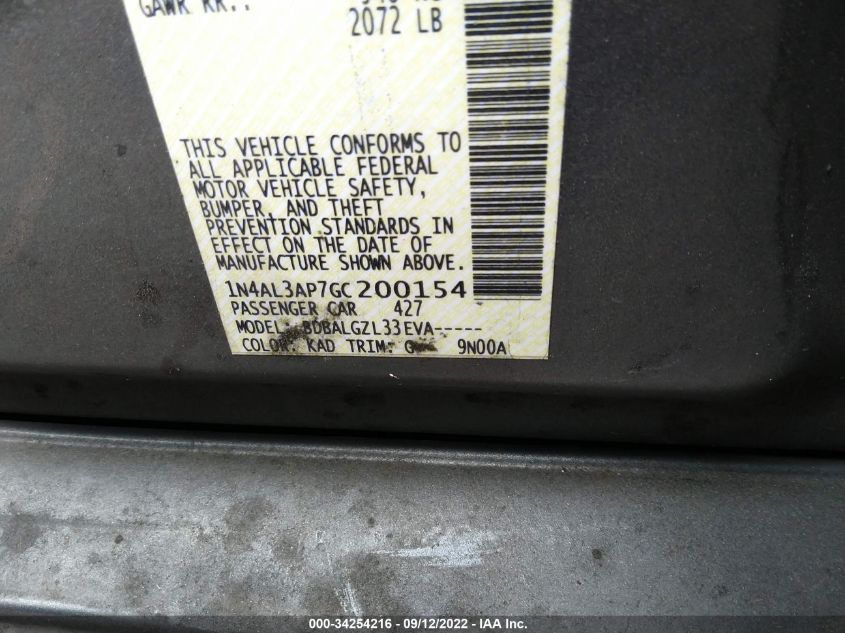 GAWR RR.:
2072 LB
THIS VEHICLE CONFORMS TO
ALL APPLICABLE FEDERAL
MOTOR VEHICLE SAFETY,
BUMPER, AND THEFT
PREVENTION STANDARDS IN
EFFECT ON THE DATE OF
MANUFACTURE SHOWN ABOVE.
1N4AL3AP7GC200154
PASSENGER CAR 427
MODEL: BDBALGZL33EVA-----
COLOR: KAD TRIM: 9N00A
000-34254216 - 09/12/2022 - IAA Inc.